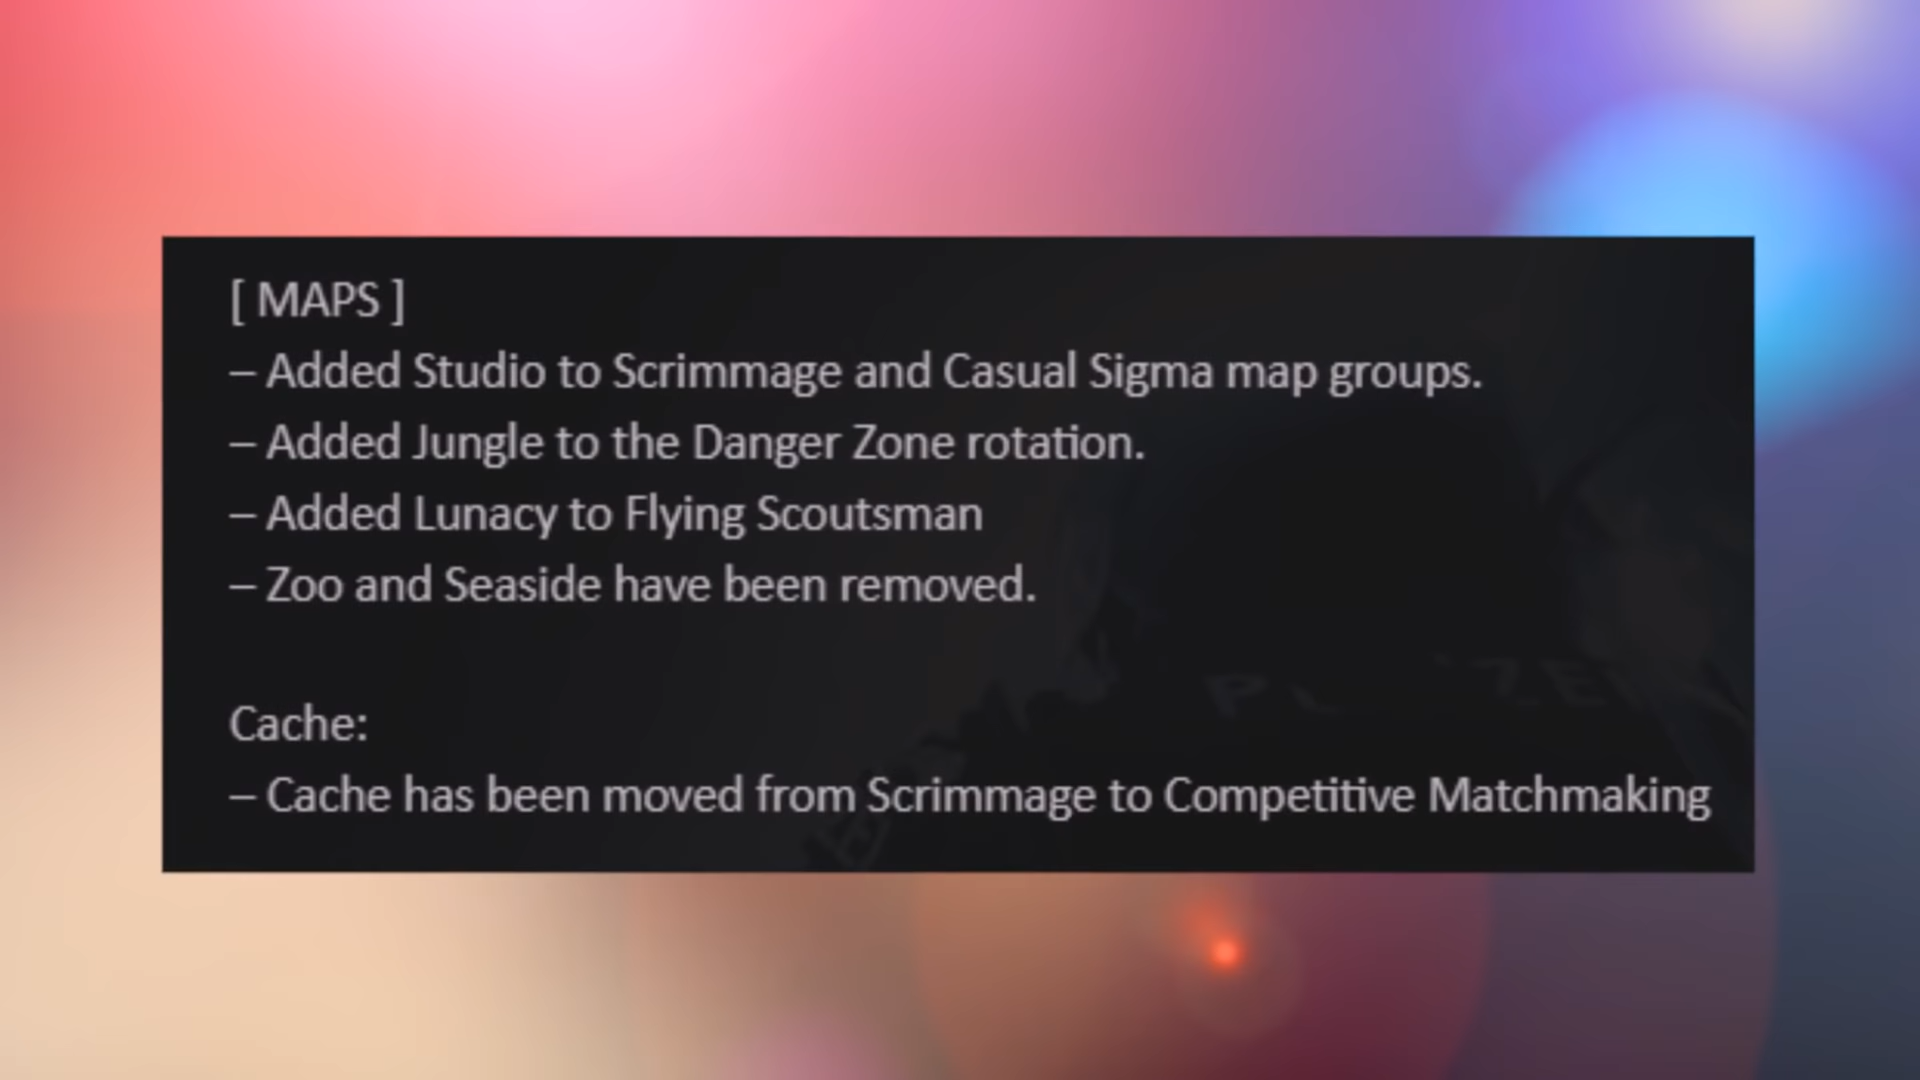 [ MAPS ]
– Added Studio to Scrimmage and Casual Sigma map groups.
– Added Jungle to the Danger Zone rotation.
– Added Lunacy to Flying Scoutsman
– Zoo and Seaside have been removed.
Cache:
– Cache has been moved from Scrimmage to Competitive Matchmaking